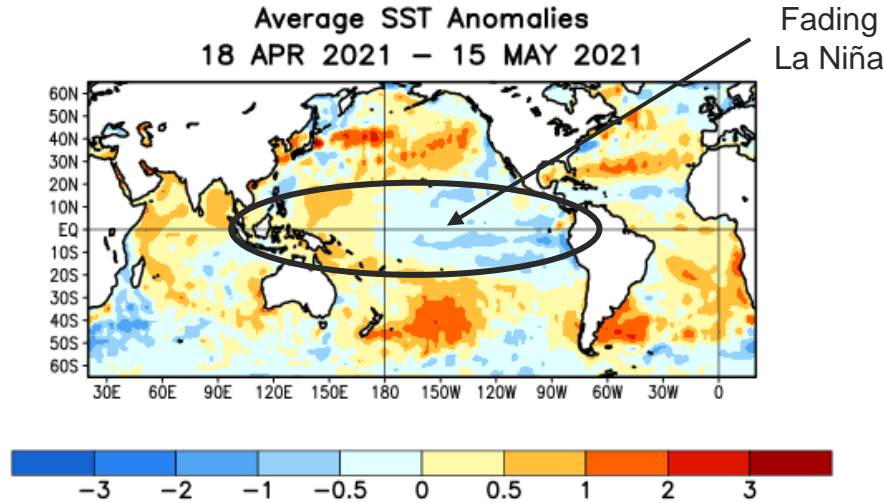 Average SST Anomalies
18 APR 2021 – 15 MAY 2021
Fading
La Niña
60N
50N
40N
30N
20N
10N
EQ
10S
20S
30S
40S
50S
60S
30E 60E 90E 120E 150E 180 150W 120W 90W 60W 30W 0
−3 −2 −1 −0.5 0 0.5 1 2 3